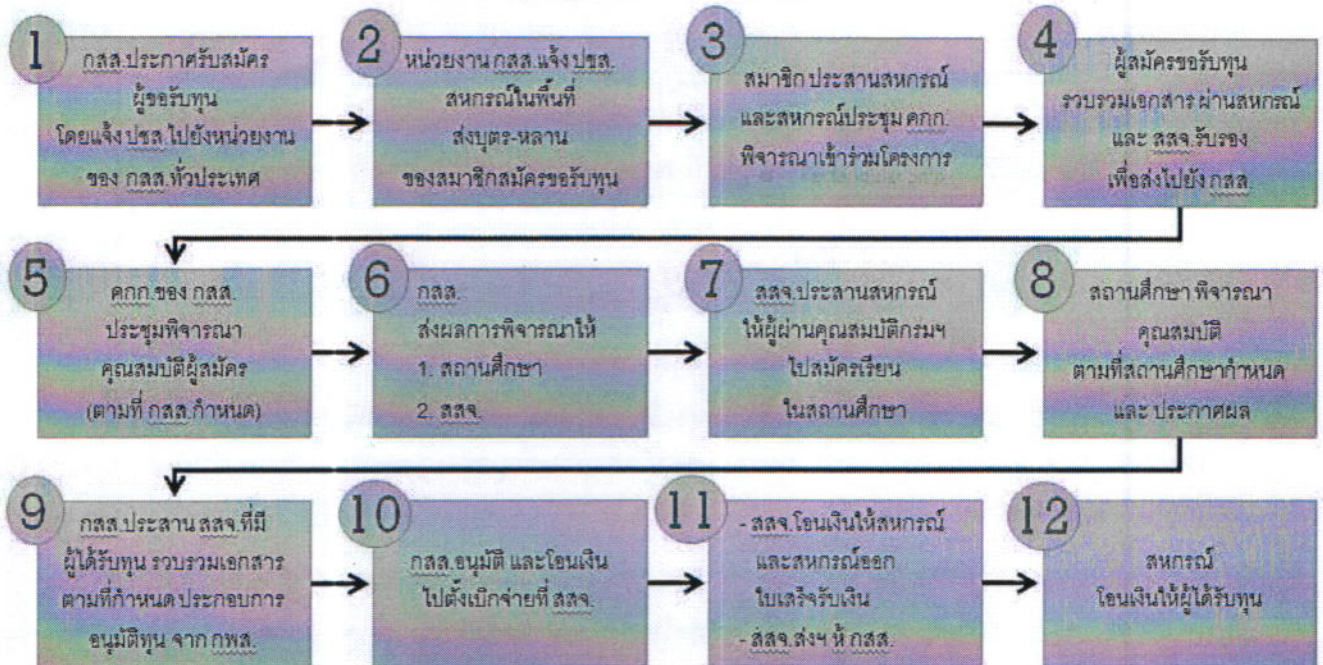 1
กสส.ประกาศรับสมัคร
ผู้ขอรับทุน
โดยแจ้ง ปชส.ไปยังหน่วยงาน
ของ กสส.ทั่วประเทศ
2
หน่วยงาน กสส.แจ้ง ปชส.
สหกรณ์ในพื้นที่
ส่งบุตร-หลาน
ของสมาชิกสมัครขอรับทุน
3
สมาชิก ประสานสหกรณ์
และสหกรณ์ประชุม คกก.
พิจารณาเข้าร่วมโครงการ
4
ผู้สมัครขอรับทุน
รวบรวมเอกสาร ผ่านสหกรณ์
และ สสจ.รับรอง
เพื่อส่งไปยัง กสส.
5
คกก.ของ กสส.
ประชุมพิจารณา
คุณสมบัติผู้สมัคร
(ตามที่ กสส.กำหนด)
6
กสส.
ส่งผลการพิจารณาให้
1. สถานศึกษา
2. สสจ.
7
สสจ.ประสานสหกรณ์
ให้ผู้ผ่านคุณสมบัติกรมฯ
ไปสมัครเรียน
ในสถานศึกษา
8
สถานศึกษา พิจารณา
คุณสมบัติ
ตามที่สถานศึกษากำหนด
และ ประกาศผล
9
กสส.ประสาน สสจ.ที่มี
ผู้ได้รับทุน รวบรวมเอกสาร
ตามที่กำหนด ประกอบการ
อนุมัติทุน จาก กพส.
10
กสส.อนุมัติ และโอนเงิน
ไปตั้งเบิกจ่ายที่ สสจ.
11
- สสจ.โอนเงินให้สหกรณ์
และสหกรณ์ออก
ใบเสร็จรับเงิน
- สสจ.ส่งฯ ให้ กสส.
12
สหกรณ์
โอนเงินให้ผู้ได้รับทุน